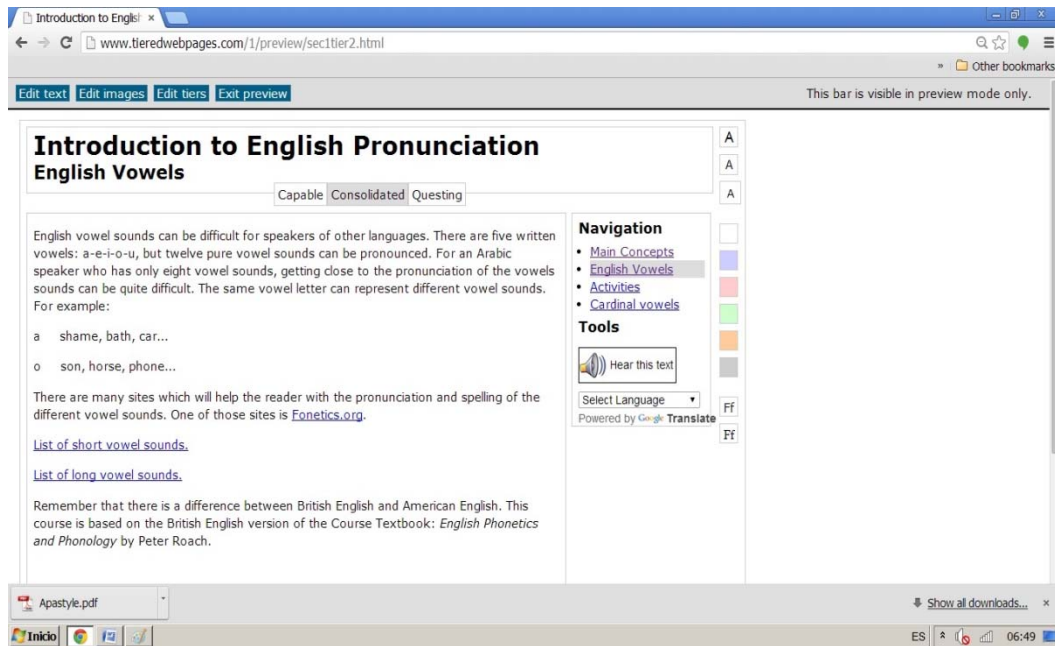 Introduction to Englis
www.tieredwebpages.com/1/preview/sec1tier2.html
» Other bookmarks
Edit text Edit images Edit tiers Exit preview
This bar is visible in preview mode only.
Introduction to English Pronunciation
English Vowels
Capable Consolidated Questing
A
A
A
English vowel sounds can be difficult for speakers of other languages. There are five written
vowels: a-e-i-o-u, but twelve pure vowel sounds can be pronounced. For an Arabic
speaker who has only eight vowel sounds, getting close to the pronunciation of the vowels
sounds can be quite difficult. The same vowel letter can represent different vowel sounds.
For example:
a shame, bath, car...
o son, horse, phone...
There are many sites which will help the reader with the pronunciation and spelling of the
different vowel sounds. One of those sites is Fonetics.org.
List of short vowel sounds.
List of long vowel sounds.
Remember that there is a difference between British English and American English. This
course is based on the British English version of the Course Textbook: English Phonetics
and Phonology by Peter Roach.
Navigation
• Main Concepts
• English Vowels
• Activities
• Cardinal vowels
Tools
Hear this text
Select Language
Powered by Google Translate
Ff
Ff
Apastyle.pdf
Show all downloads...
Inicio
ES 06:49